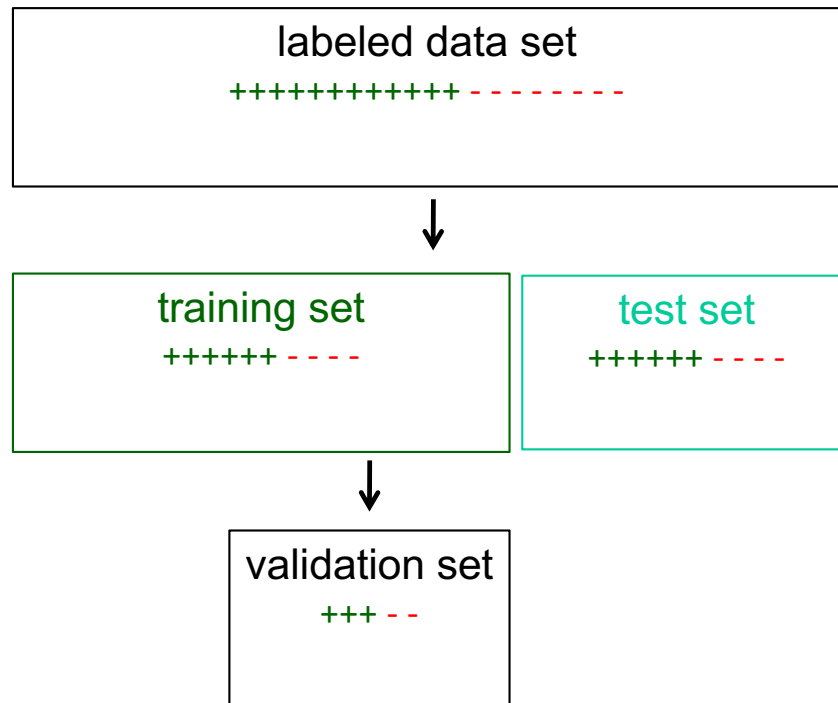 labeled data set
++++++++++++ - - - - - - - -
training set
++++++ - - - -
test set
++++++ - - - -
validation set
+++ - -